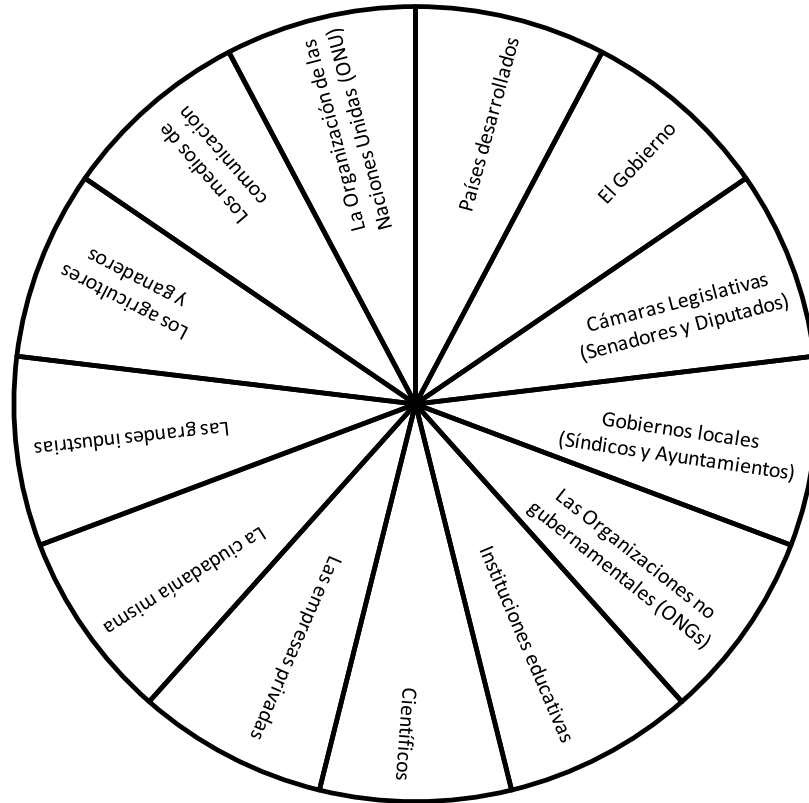 Países desarrollados
El Gobierno
Cámaras Legislativas
(Senadores y Diputados)
Gobiernos locales
(Síndicos y Ayuntamientos)
Las Organizaciones no
gubernamentales (ONGs)
Instituciones educativas
Científicos
Las empresas privadas
La ciudadanía misma
Las grandes industrias
Los agricultores
y ganaderos
Los medios de
comunicación
La Organización de las
Naciones Unidas (ONU)